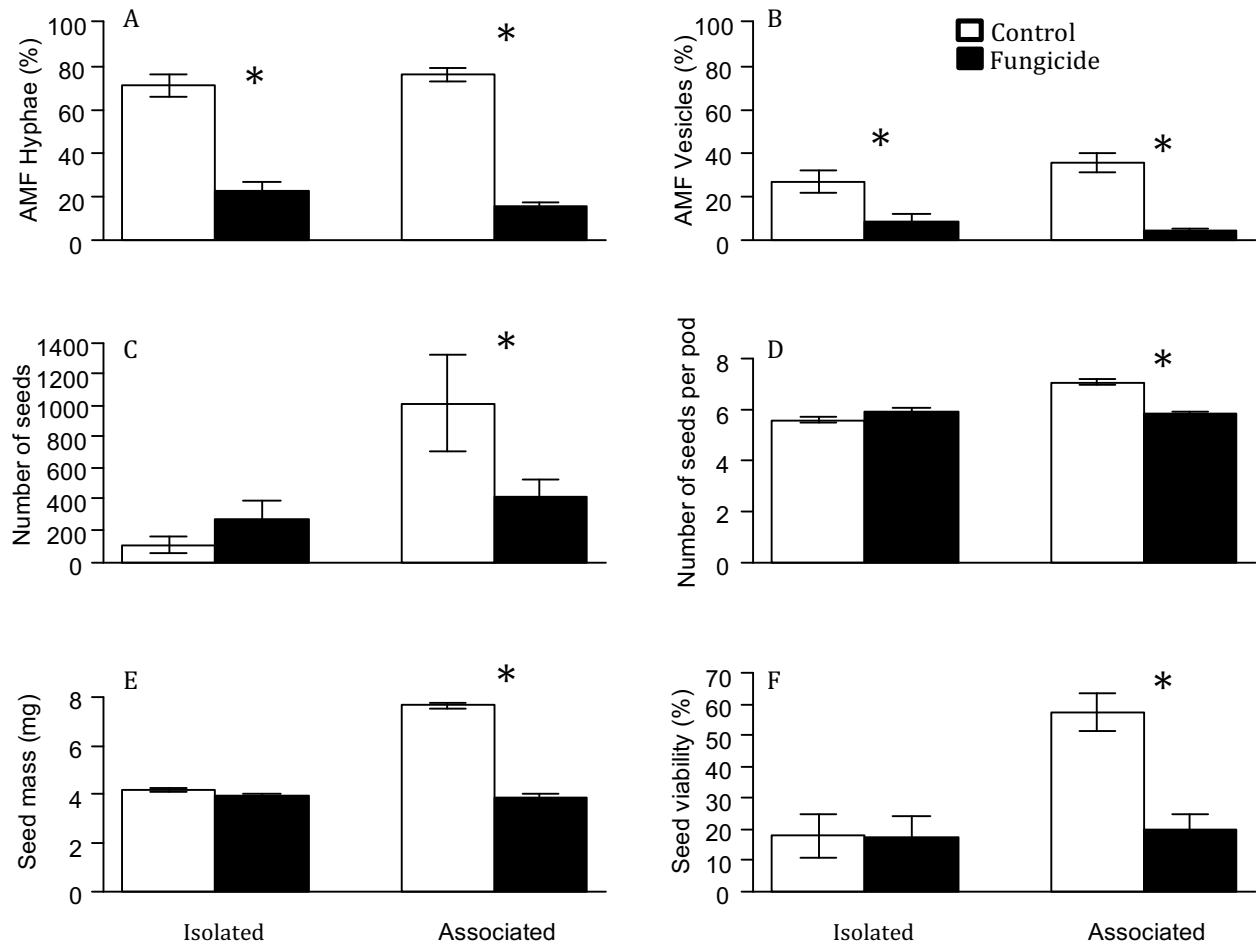 A
AMF Hyphae (%)
100
80
60
40
20
0
*
*
B
AMF Vesicles (%)
100
80
60
40
20
0
*
*
Control
Fungicide
C
Number of seeds
1400
1200
1000
800
600
400
200
0
*
D
Number of seeds per pod
8
6
4
2
0
*
E
Seed mass (mg)
8
6
4
2
0
*
Isolated
Associated
F
Seed viability (%)
70
60
50
40
30
20
10
0
*
Isolated
Associated